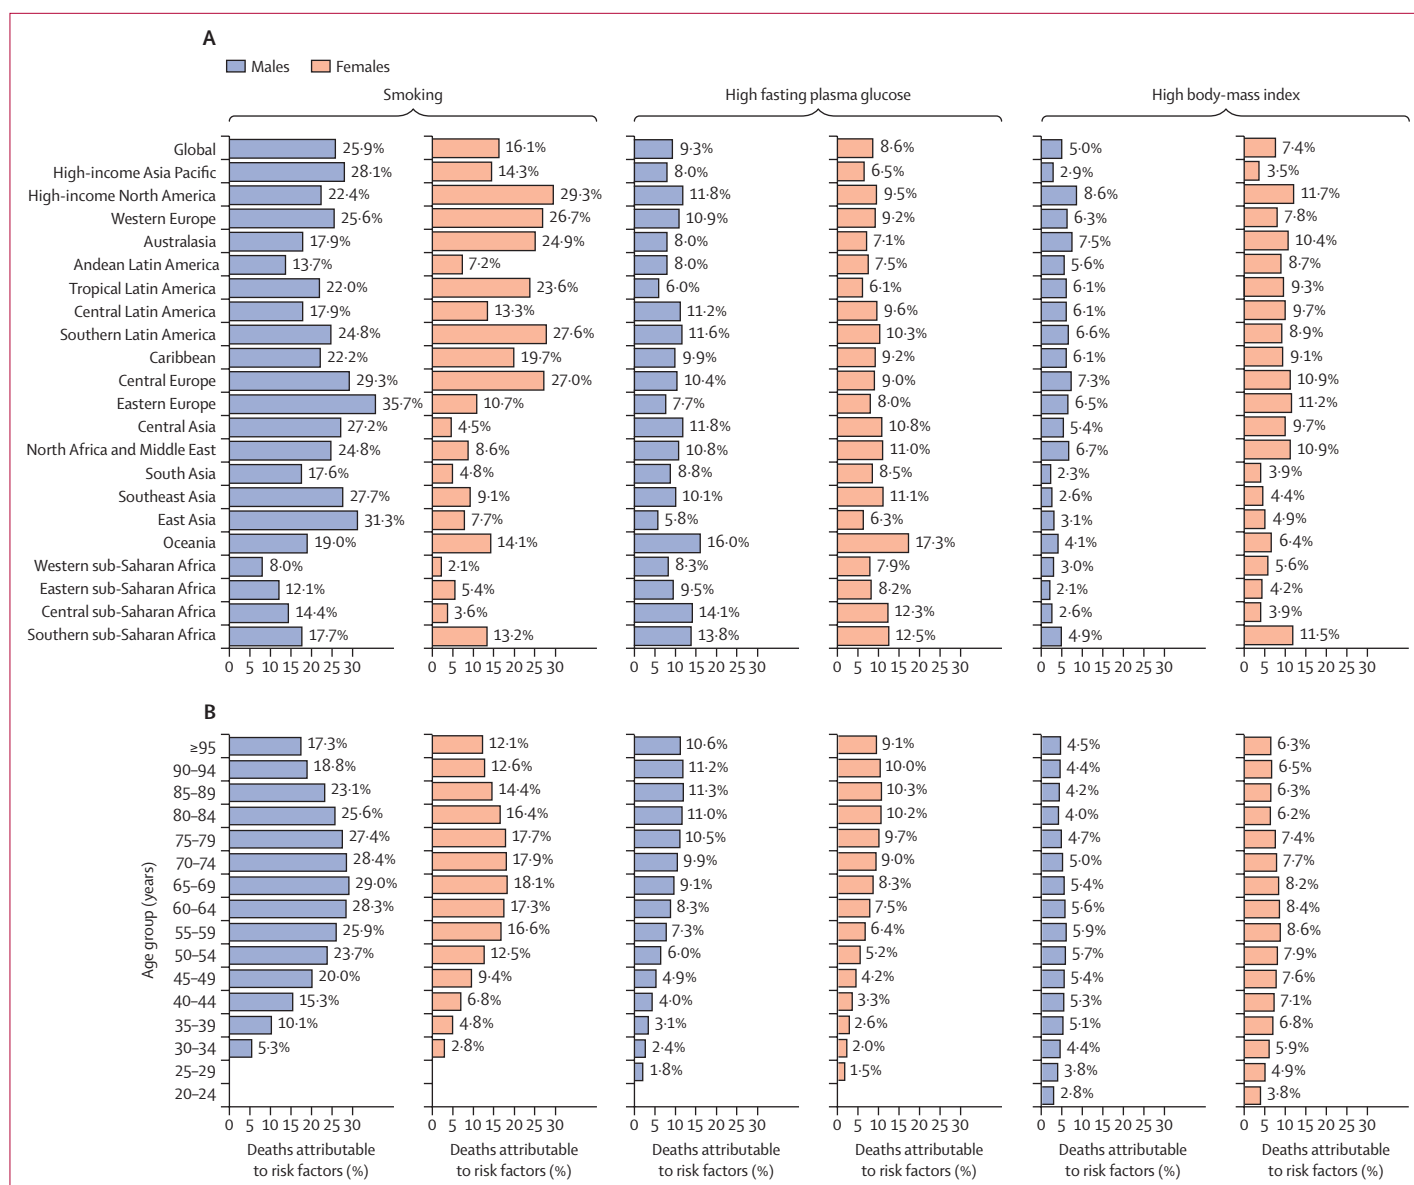 A
Males Females
Smoking High fasting plasma glucose High body-mass index
Global 25·9% 16·1% 9·3% 8·6% 5·0% 7·4%
High-income Asia Pacific 28·1% 14·3% 8·0% 6·5% 2·9% 3·5%
High-income North America 22·4% 29·3% 11·8% 9·5% 8·6% 11·7%
Western Europe 25·6% 26·7% 10·9% 9·2% 6·3% 7·8%
Australasia 17·9% 24·9% 8·0% 7·1% 7·5% 10·4%
Andean Latin America 13·7% 7·2% 8·0% 7·5% 5·6% 8·7%
Tropical Latin America 22·0% 23·6% 6·0% 6·1% 6·1% 9·3%
Central Latin America 17·9% 13·3% 11·2% 9·6% 6·1% 9·7%
Southern Latin America 24·8% 27·6% 11·6% 10·3% 6·6% 8·9%
Caribbean 22·2% 19·7% 9·9% 9·2% 6·1% 9·1%
Central Europe 29·3% 27·0% 10·4% 9·0% 7·3% 10·9%
Eastern Europe 35·7% 10·7% 7·7% 8·0% 6·5% 11·2%
Central Asia 27·2% 4·5% 11·8% 10·8% 5·4% 9·7%
North Africa and Middle East 24·8% 8·6% 10·8% 11·0% 6·7% 10·9%
South Asia 17·6% 4·8% 8·8% 8·5% 2·3% 3·9%
Southeast Asia 27·7% 9·1% 10·1% 11·1% 2·6% 4·4%
East Asia 31·3% 7·7% 5·8% 6·3% 3·1% 4·9%
Oceania 19·0% 14·1% 16·0% 17·3% 4·1% 6·4%
Western sub-Saharan Africa 8·0% 2·1% 8·3% 7·9% 3·0% 5·6%
Eastern sub-Saharan Africa 12·1% 5·4% 9·5% 8·2% 2·1% 4·2%
Central sub-Saharan Africa 14·4% 3·6% 14·1% 12·3% 2·6% 3·9%
Southern sub-Saharan Africa 17·7% 13·2% 13·8% 12·5% 4·9% 11·5%
0 5 10 15 20 25 30 0 5 10 15 20 25 30 0 5 10 15 20 25 30 0 5 10 15 20 25 30 0 5 10 15 20 25 30 0 5 10 15 20 25 30
B
Age group (years)
≥95 17·3% 12·1% 10·6% 9·1% 4·5% 6·3%
90–94 18·8% 12·6% 11·2% 10·0% 4·4% 6·5%
85–89 23·1% 14·4% 11·3% 10·3% 4·2% 6·3%
80–84 25·6% 16·4% 11·0% 10·2% 4·0% 6·2%
75–79 27·4% 17·7% 10·5% 9·7% 4·7% 7·4%
70–74 28·4% 17·9% 9·9% 9·0% 5·0% 7·7%
65–69 29·0% 18·1% 9·1% 8·3% 5·4% 8·2%
60–64 28·3% 17·3% 8·3% 7·5% 5·6% 8·4%
55–59 25·9% 16·6% 7·3% 6·4% 5·9% 8·6%
50–54 23·7% 12·5% 6·0% 5·2% 5·7% 7·9%
45–49 20·0% 9·4% 4·9% 4·2% 5·4% 7·6%
40–44 15·3% 6·8% 4·0% 3·3% 5·3% 7·1%
35–39 10·1% 4·8% 3·1% 2·6% 5·1% 6·8%
30–34 5·3% 2·8% 2·4% 2·0% 4·4% 5·9%
25–29 1·8% 1·5% 3·8% 4·9%
20–24 2·8% 3·8%
0 5 10 15 20 25 30 0 5 10 15 20 25 30 0 5 10 15 20 25 30 0 5 10 15 20 25 30 0 5 10 15 20 25 30 0 5 10 15 20 25 30
Deaths attributable Deaths attributable Deaths attributable Deaths attributable Deaths attributable Deaths attributable
to risk factors (%) to risk factors (%) to risk factors (%) to risk factors (%) to risk factors (%) to risk factors (%)